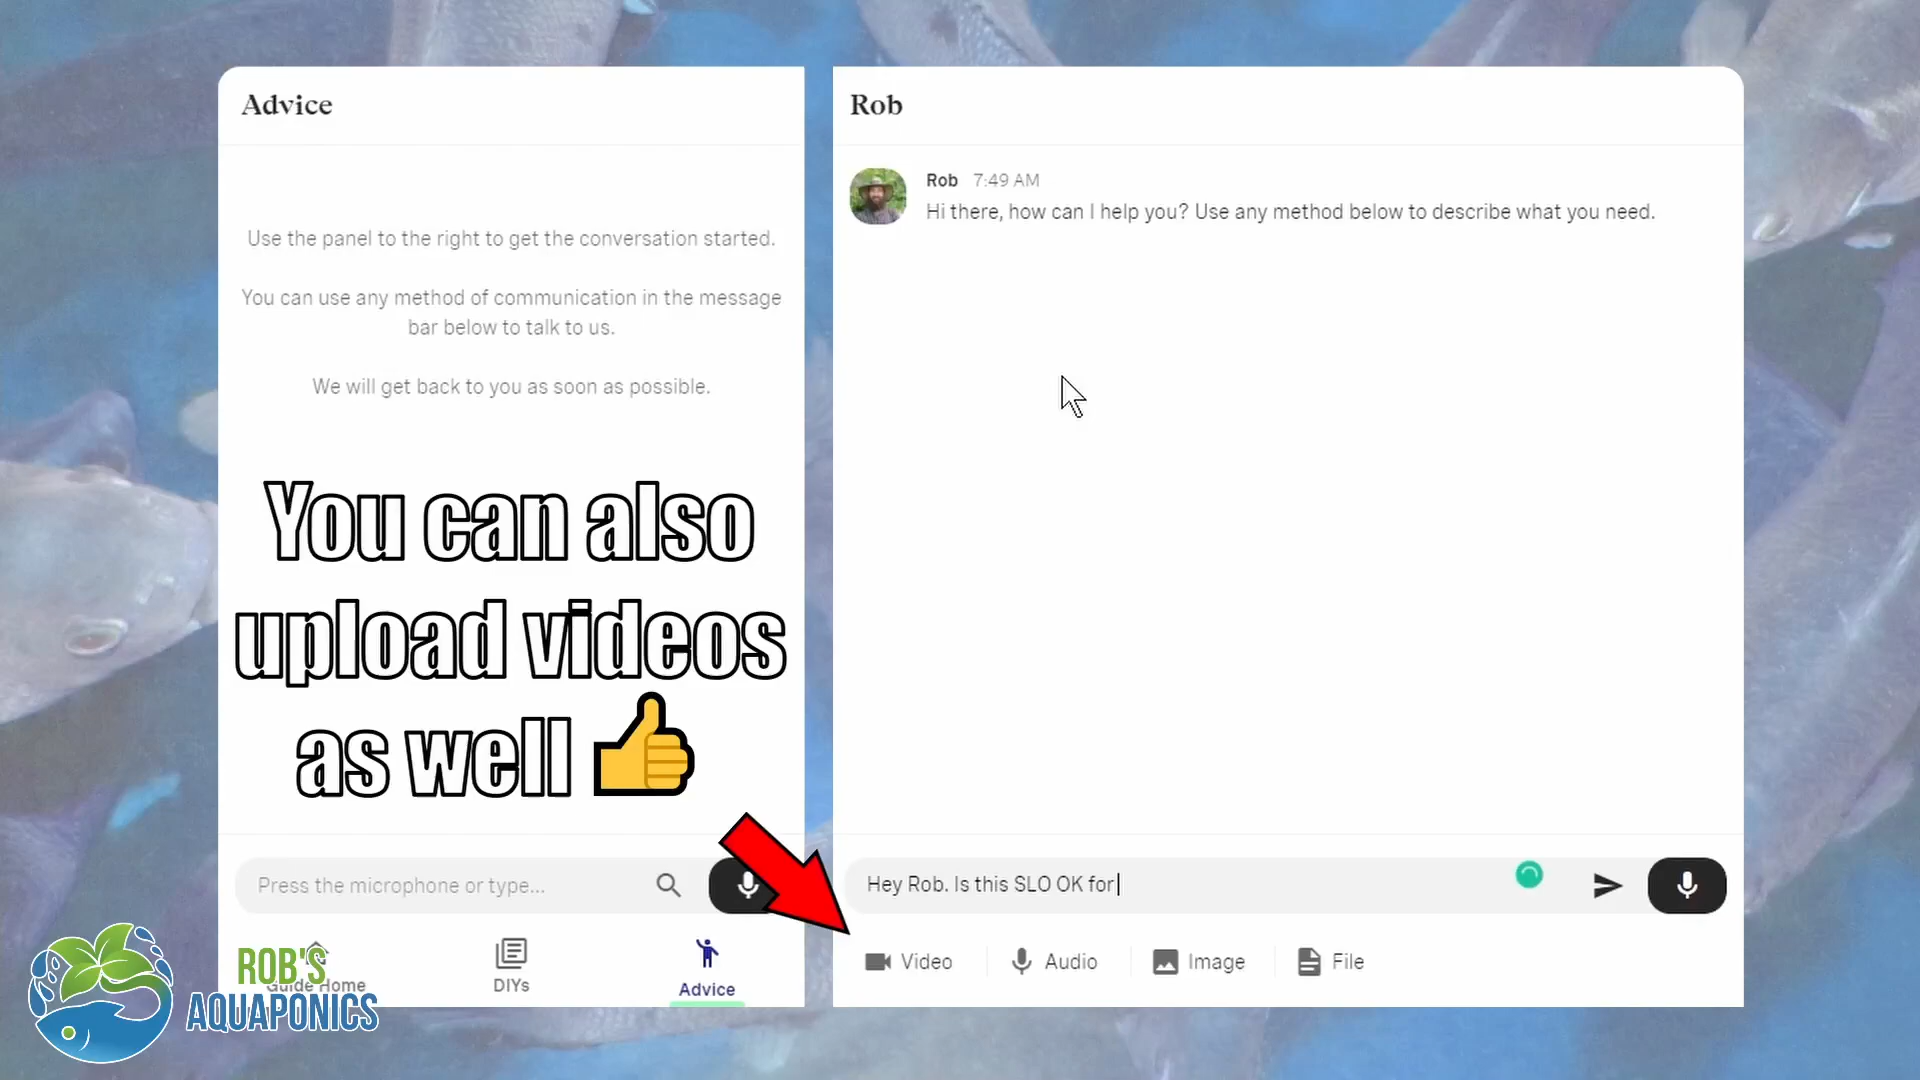 Advice
Use the panel to the right to get the conversation started.
You can use any method of communication in the message
bar below to talk to us.
We will get back to you as soon as possible.
You can also
upload videos
as well 👍
Press the microphone or type...
Guide Home
DIYs
Advice
Rob
Rob 7:49 AM
Hi there, how can I help you? Use any method below to describe what you need.
Hey Rob. Is this SLO OK for
Video
Audio
Image
File
ROB'S
AQUAPONICS